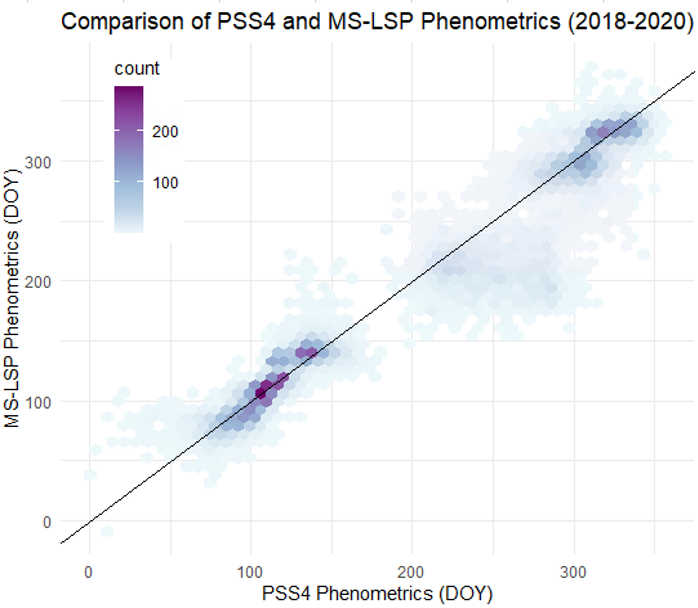 Comparison of PSS4 and MS-LSP Phenometrics (2018-2020)
count
200
100
MS-LSP Phenometrics (DOY)
300
200
100
0
0 100 200 300
PSS4 Phenometrics (DOY)